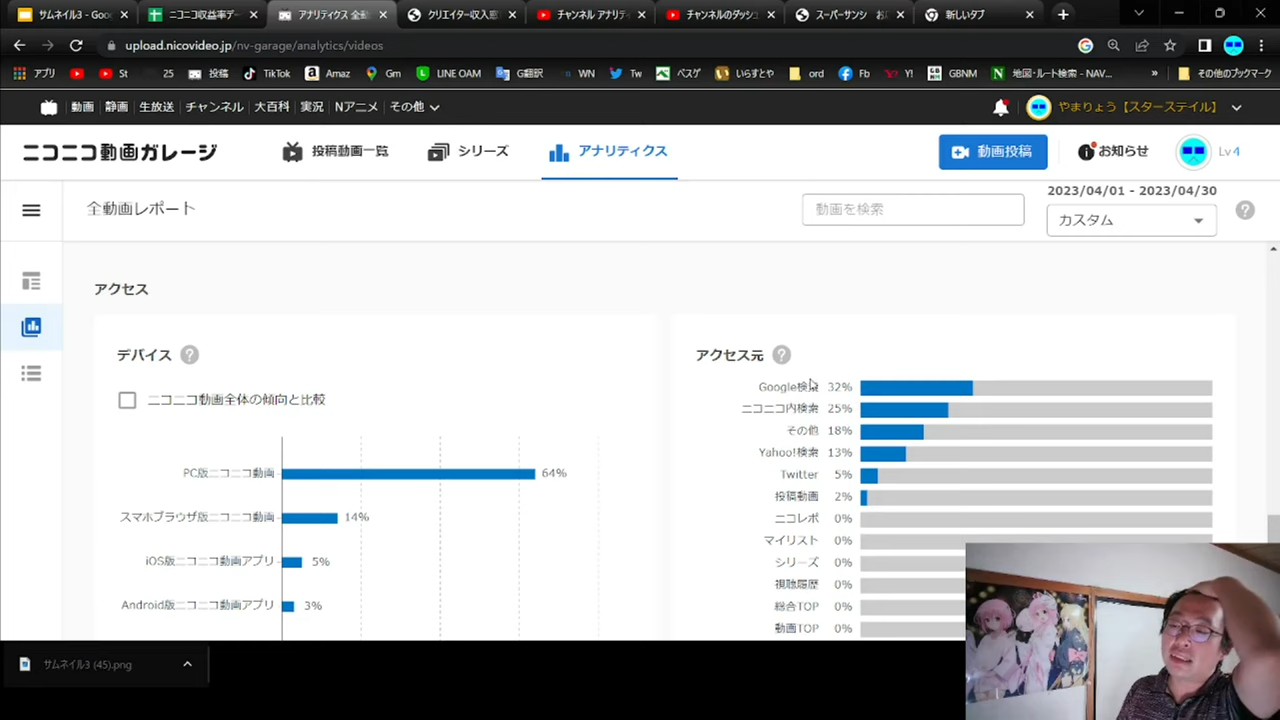 サムネイル3 - Goo
ニコニコ収益率デー
アナリティクス 全動
クリエイター収入窓
チャンネル アナリテ
チャンネルのダッシュ
スーパーサンシ お
新しいタブ
upload.nicovideo.jp/nv-garage/analytics/videos
アプリ
St
25
投稿
TikTok
Amaz
Gm
LINE OAM
G翻訳
WN
Tw
ベスゲ
いらすとや
ord
Fb
Y!
GBNM
地図・ルート検索 - NAV...
»
その他のブックマーク
動画 静画 生放送 チャンネル 大百科 実況 Nアニメ その他
やまりょう【スターステイル】
ニコニコ動画ガレージ
投稿動画一覧
シリーズ
アナリティクス
動画投稿
お知らせ
Lv 4
全動画レポート
動画を検索
2023/04/01 - 2023/04/30
カスタム
アクセス
デバイス
ニコニコ動画全体の傾向と比較
PC版ニコニコ動画 64%
スマホブラウザ版ニコニコ動画 14%
iOS版ニコニコ動画アプリ 5%
Android版ニコニコ動画アプリ 3%
アクセス元
Google検索 32%
ニコニコ内検索 25%
その他 18%
Yahoo!検索 13%
Twitter 5%
投稿動画 2%
ニコレポ 0%
マイリスト 0%
シリーズ 0%
視聴履歴 0%
総合TOP 0%
動画TOP 0%
サムネイル3 (45).png